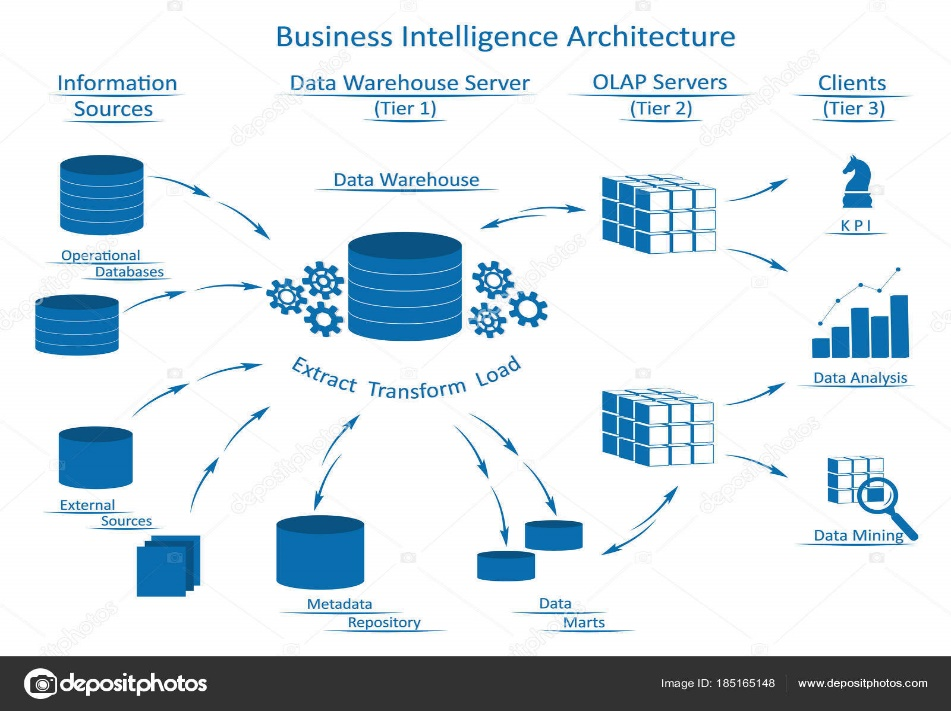 Business Intelligence Architecture
Information
Sources
Data Warehouse Server
(Tier 1)
OLAP Servers
(Tier 2)
Clients
(Tier 3)
Data Warehouse
Operational
Databases
KPI
Extract Transform Load
Data Analysis
External
Sources
Data Mining
Metadata
Repository
Data
Marts
depositphotos
Image ID: 185165148
www.depositphotos.com